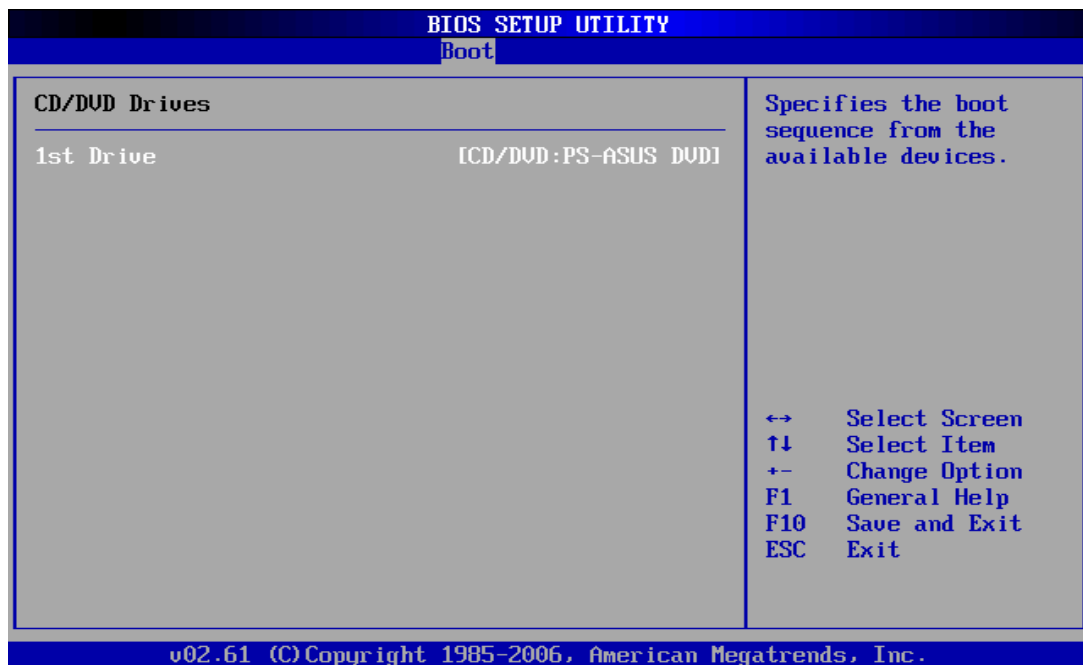 BIOS SETUP UTILITY
Boot
CD/DVD Drives
1st Drive [CD/DVD:PS-ASUS DVD]
Specifies the boot
sequence from the
available devices.
←→ Select Screen
↑↓ Select Item
+- Change Option
F1 General Help
F10 Save and Exit
ESC Exit
v02.61 (C)Copyright 1985-2006, American Megatrends, Inc.